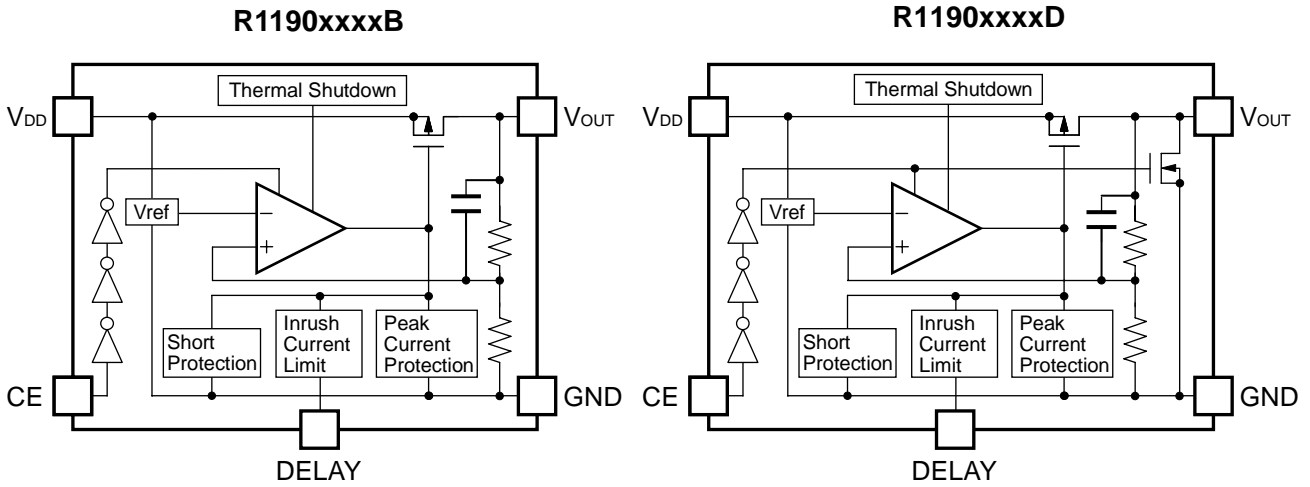 R1190xxxxB
Thermal Shutdown
VDD
VOUT
Vref
−
+
Short
Protection
Inrush
Current
Limit
Peak
Current
Protection
CE
GND
DELAY
R1190xxxxD
Thermal Shutdown
VDD
VOUT
Vref
−
+
Short
Protection
Inrush
Current
Limit
Peak
Current
Protection
CE
GND
DELAY